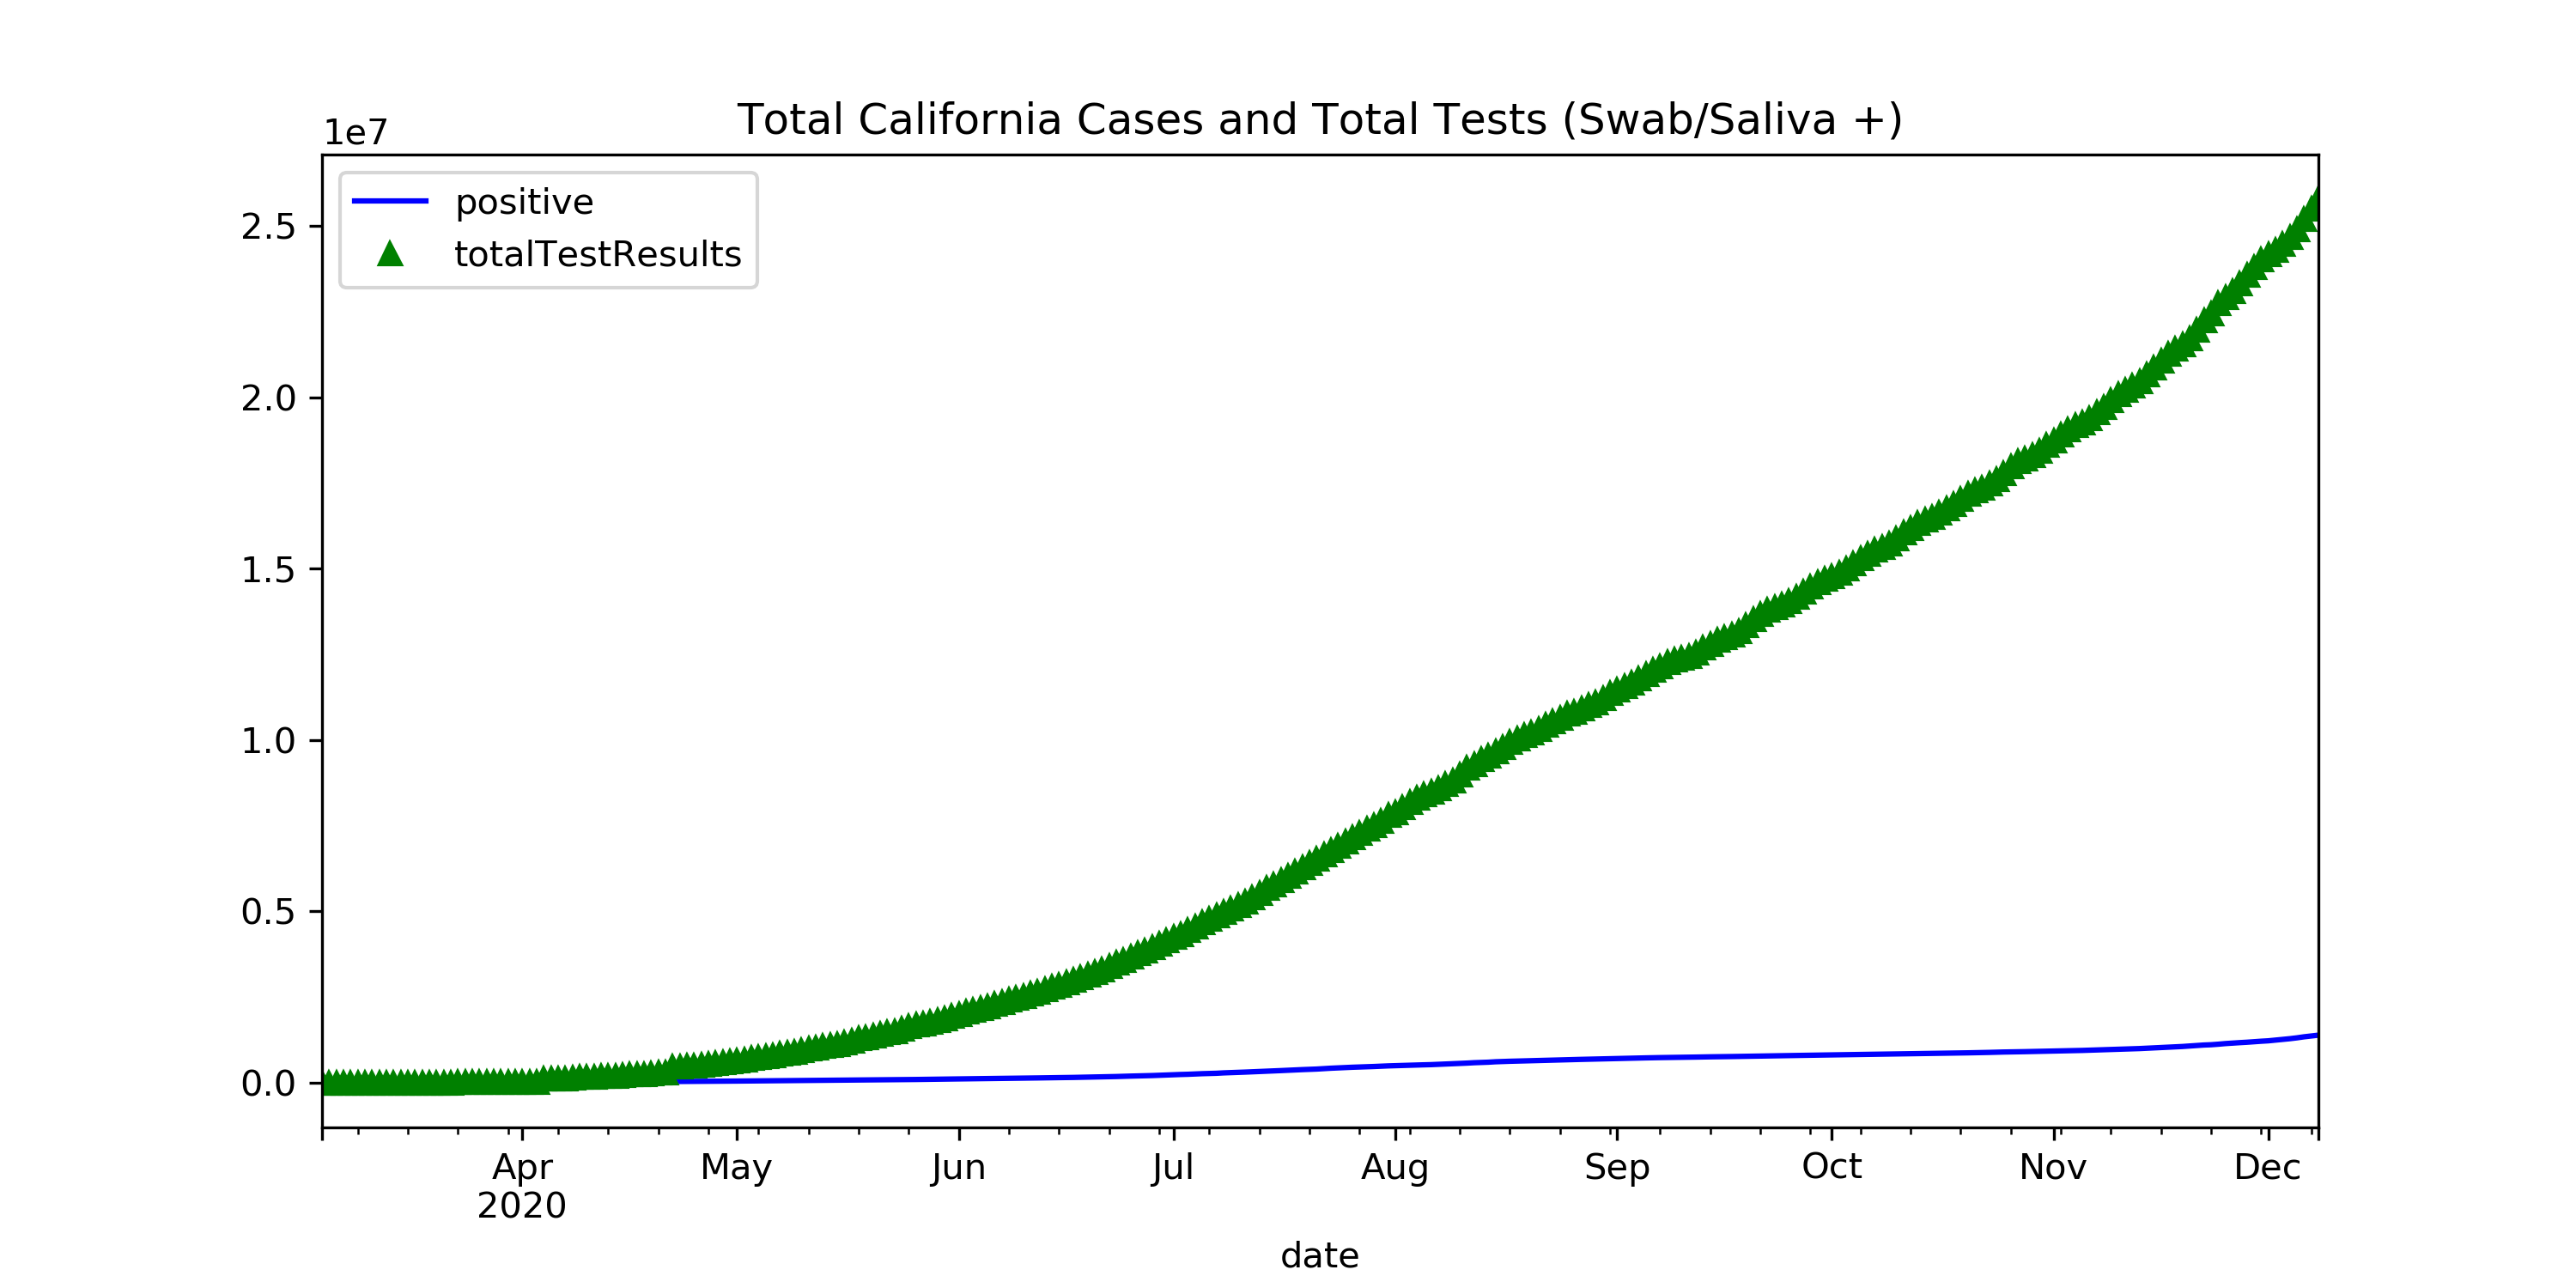 Total California Cases and Total Tests (Swab/Saliva +)
1e7
positive
totalTestResults
2.5
2.0
1.5
1.0
0.5
0.0
Apr May Jun Jul Aug Sep Oct Nov Dec
2020
date